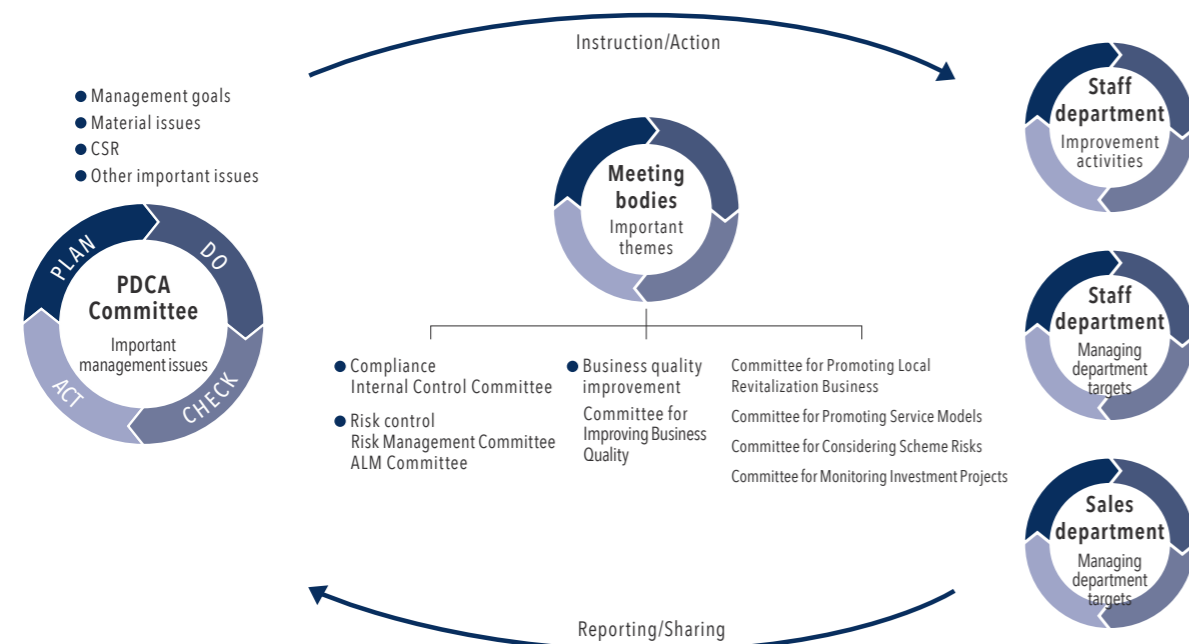 Instruction/Action
● Management goals
● Material issues
● CSR
● Other important issues
PLAN
DO
CHECK
ACT
PDCA
Committee
Important
management issues
Meeting
bodies
Important
themes
● Compliance
Internal Control Committee
● Risk control
Risk Management Committee
ALM Committee
● Business quality
improvement
Committee for
Improving Business
Quality
Committee for Promoting Local
Revitalization Business
Committee for Promoting Service Models
Committee for Considering Scheme Risks
Committee for Monitoring Investment Projects
Staff
department
Improvement
activities
Staff
department
Managing
department
targets
Sales
department
Managing
department
targets
Reporting/Sharing